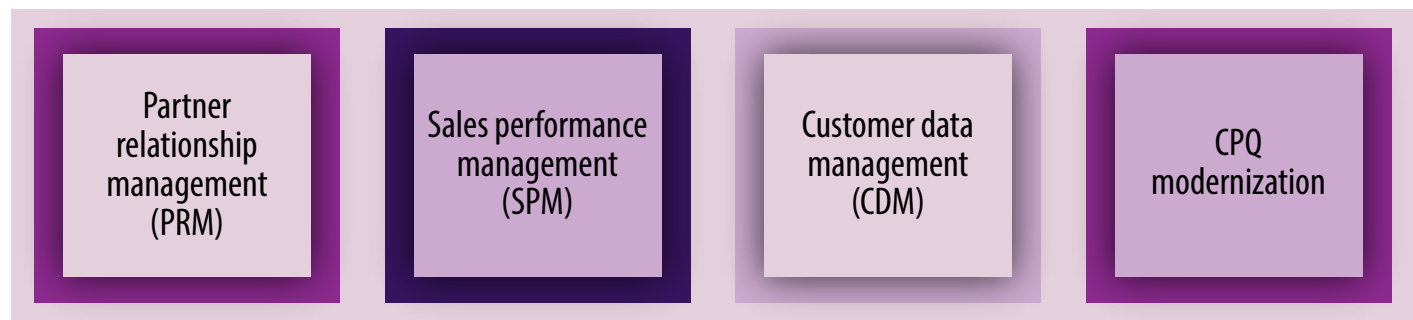 Partner
relationship
management
(PRM)
Sales performance
management
(SPM)
Customer data
management
(CDM)
CPQ
modernization